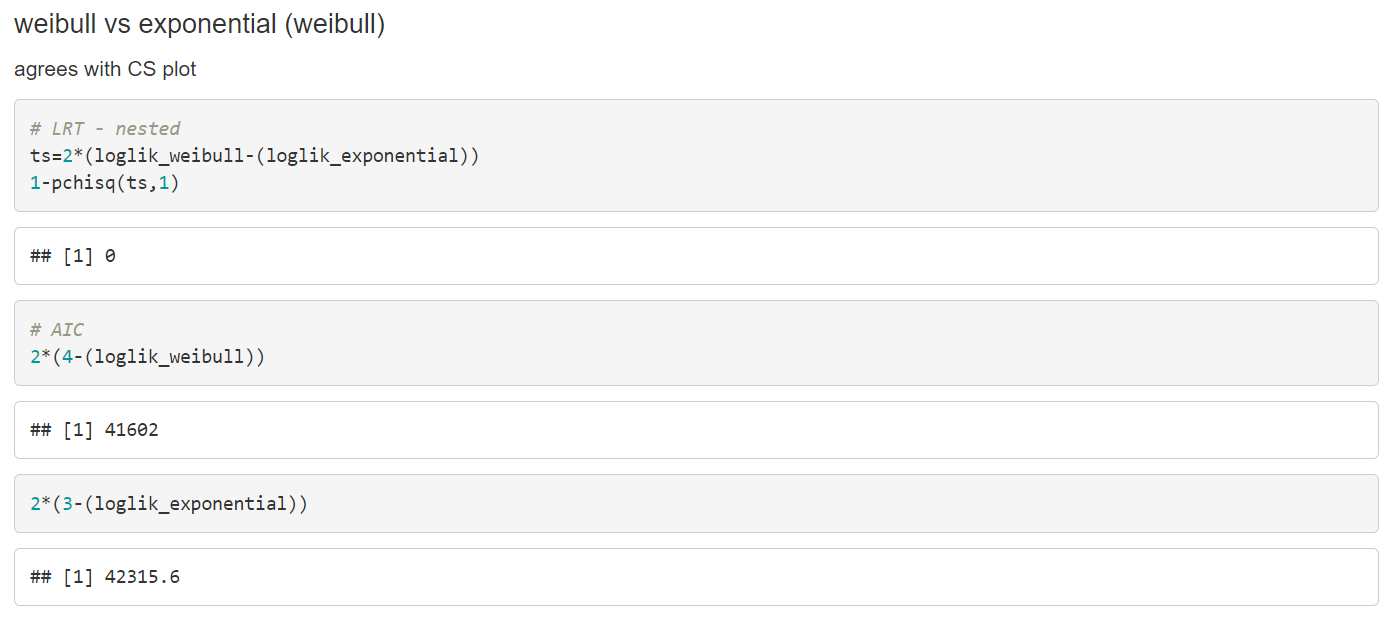 weibull vs exponential (weibull)
agrees with CS plot
# LRT - nested
ts=2*(loglik_weibull-(loglik_exponential))
1-pchisq(ts,1)
## [1] 0
# AIC
2*(4-(loglik_weibull))
## [1] 41602
2*(3-(loglik_exponential))
## [1] 42315.6